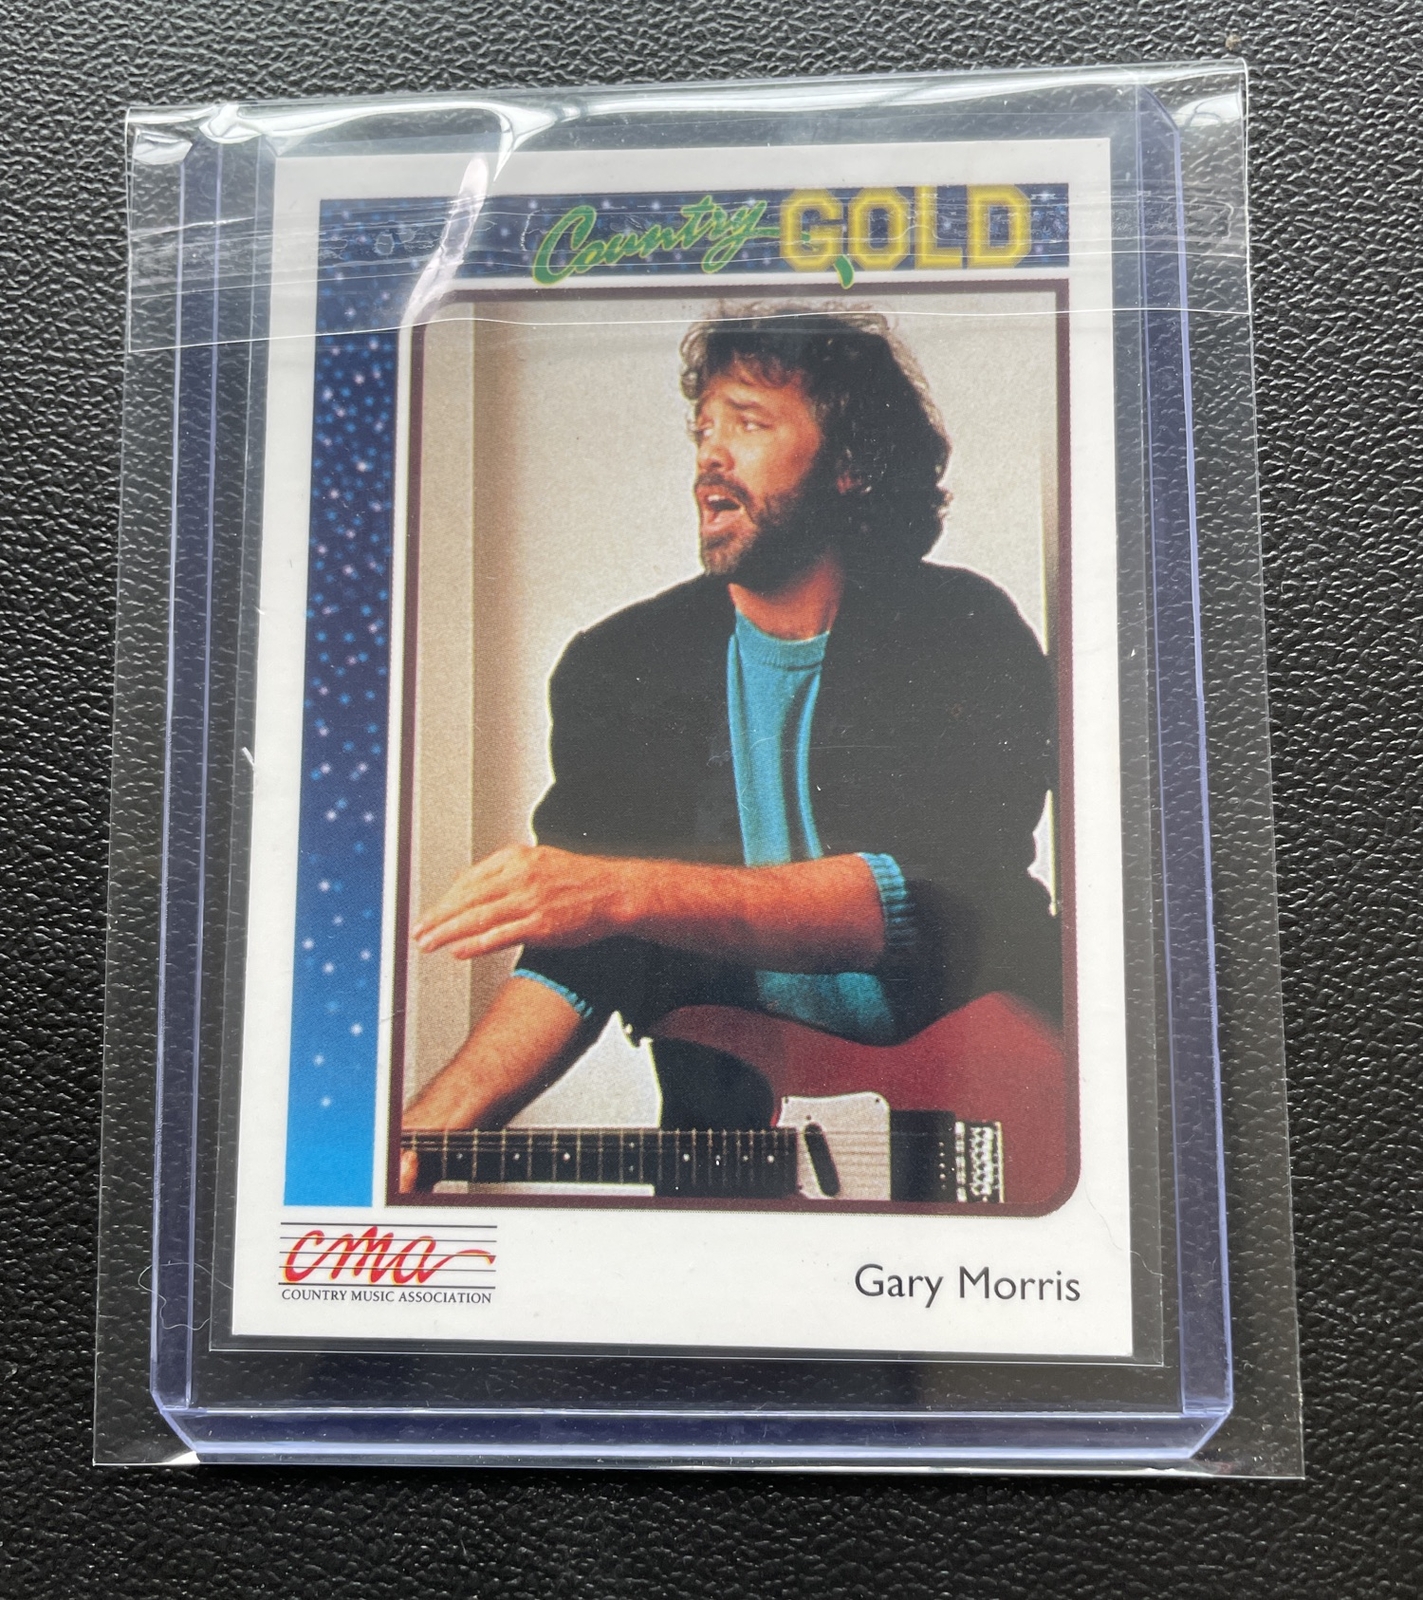 Country GOLD
cma
COUNTRY MUSIC ASSOCIATION
Gary Morris